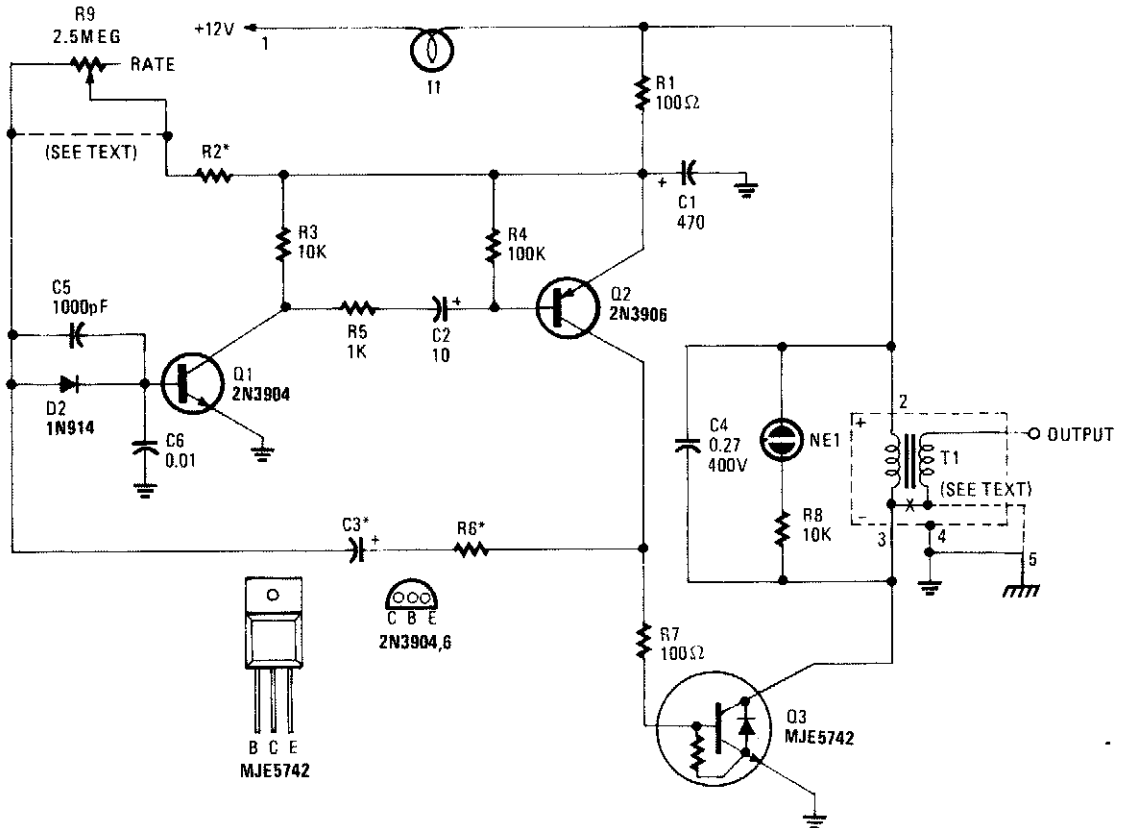 R9
2.5MEG
RATE
+12V
1
I1
R1
100Ω
(SEE TEXT)
R2*
+
C1
470
R3
10K
R4
100K
C5
1000pF
R5
1K
+
C2
10
Q2
2N3906
Q1
2N3904
D2
1N914
C6
0.01
C4
0.27
400V
NE1
R8
10K
2
+
T1
OUTPUT
(SEE TEXT)
X
-
3
4
5
C3*
+
R6*
C B E
2N3904,6
R7
100Ω
Q3
MJE5742
B C E
MJE5742